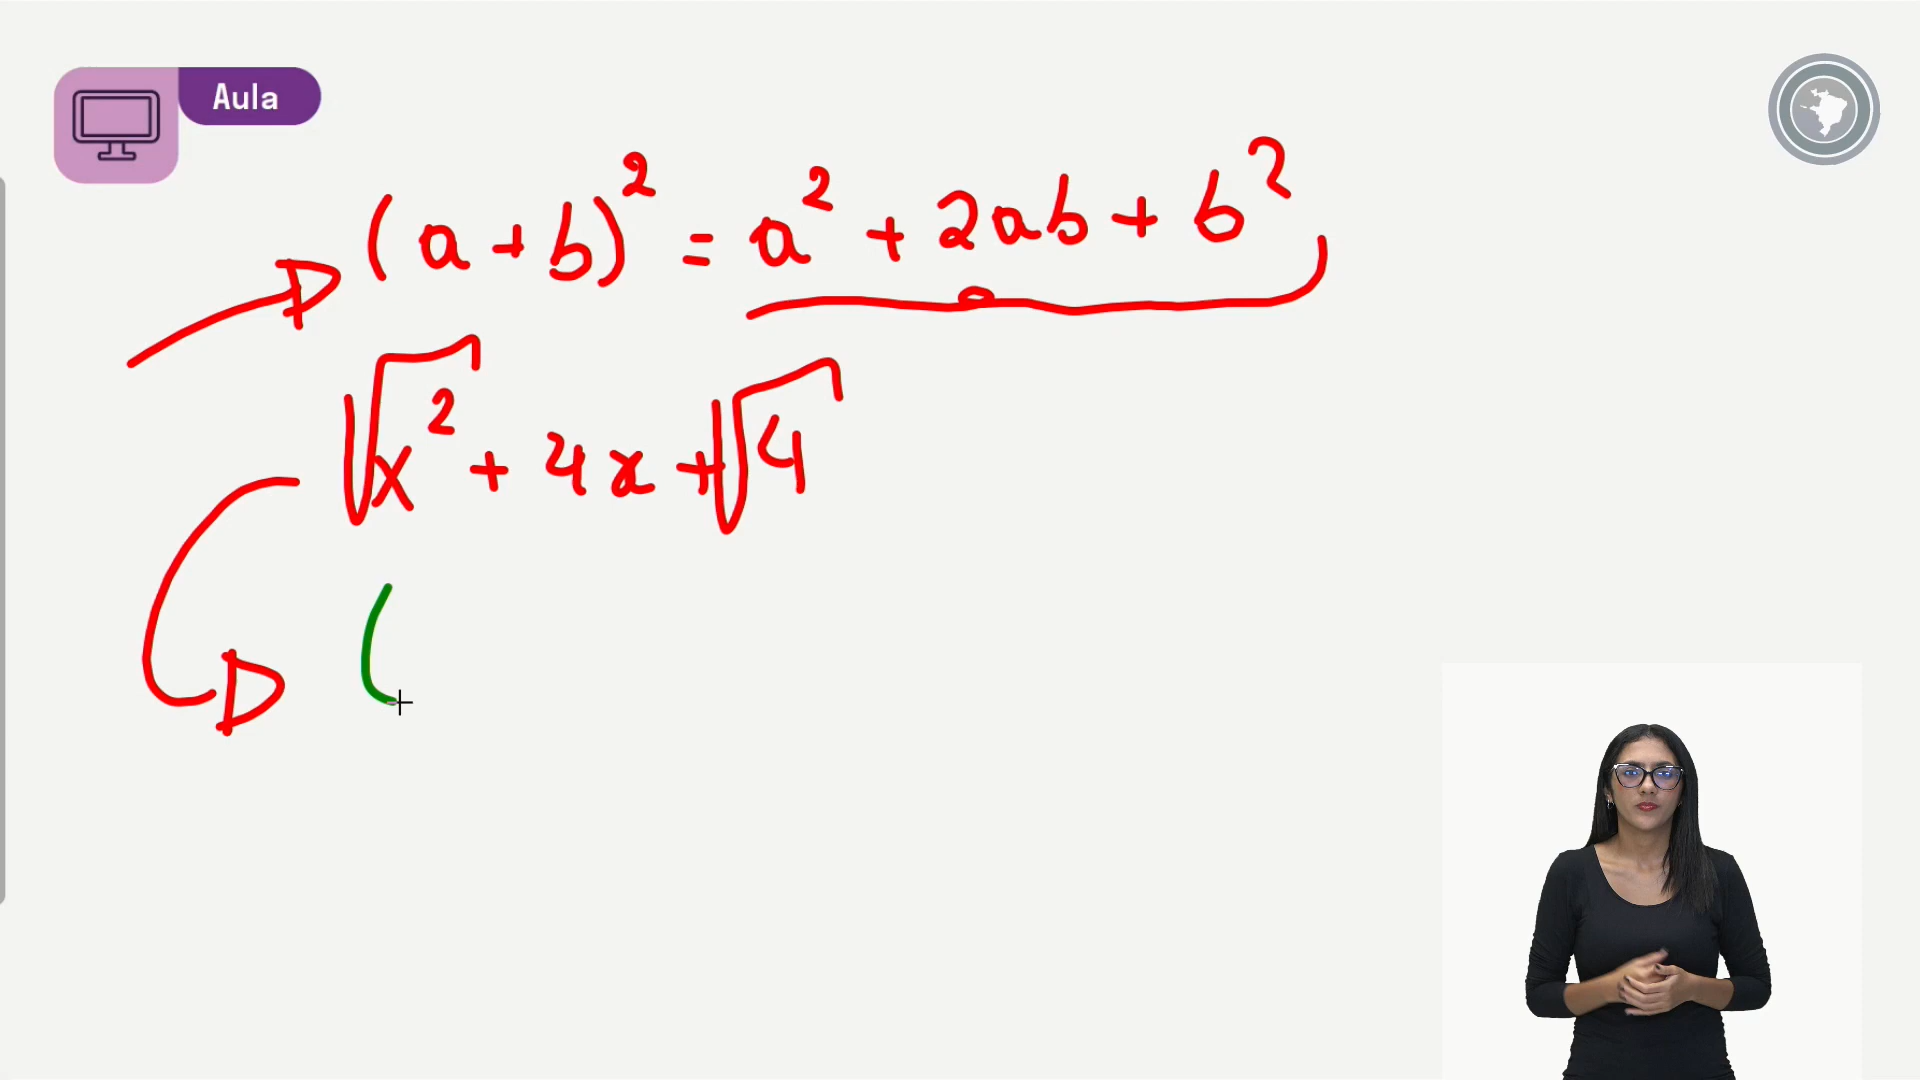 Aula
(a+b)² = a² + 2ab + b²
√x² + 4x + √4
(